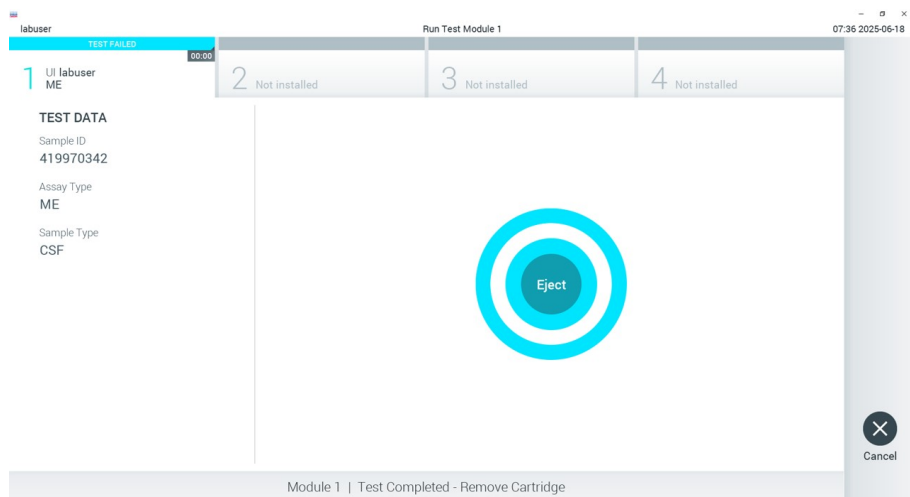 labuser
Run Test Module 1
07:36 2025-06-18
TEST FAILED
00:00
1
UI labuser
ME
2 Not installed
3 Not installed
4 Not installed
TEST DATA
Sample ID
419970342
Assay Type
ME
Sample Type
CSF
Eject
Cancel
Module 1 | Test Completed - Remove Cartridge